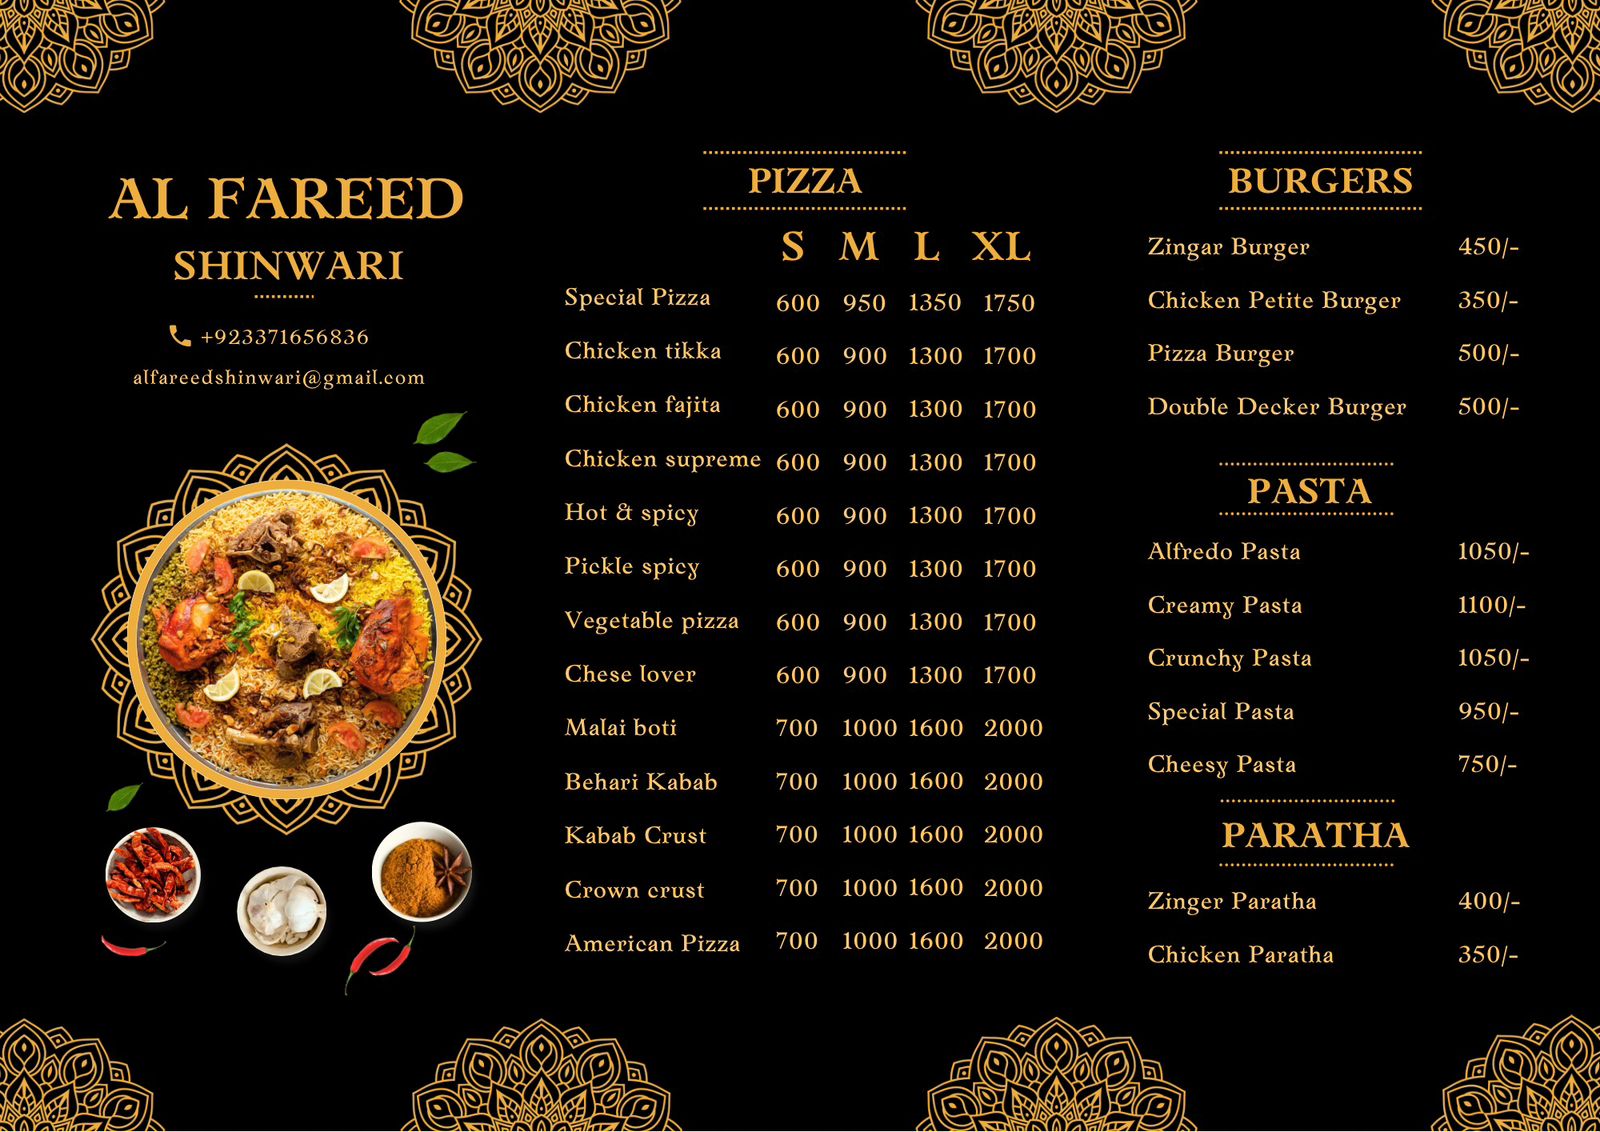 AL FAREED
SHINWARI
+923371656836
alfareedshinwari@gmail.com
PIZZA
S M L XL
Special Pizza 600 950 1350 1750
Chicken tikka 600 900 1300 1700
Chicken fajita 600 900 1300 1700
Chicken supreme 600 900 1300 1700
Hot & spicy 600 900 1300 1700
Pickle spicy 600 900 1300 1700
Vegetable pizza 600 900 1300 1700
Chese lover 600 900 1300 1700
Malai boti 700 1000 1600 2000
Behari Kabab 700 1000 1600 2000
Kabab Crust 700 1000 1600 2000
Crown crust 700 1000 1600 2000
American Pizza 700 1000 1600 2000
BURGERS
Zingar Burger 450/-
Chicken Petite Burger 350/-
Pizza Burger 500/-
Double Decker Burger 500/-
PASTA
Alfredo Pasta 1050/-
Creamy Pasta 1100/-
Crunchy Pasta 1050/-
Special Pasta 950/-
Cheesy Pasta 750/-
PARATHA
Zinger Paratha 400/-
Chicken Paratha 350/-